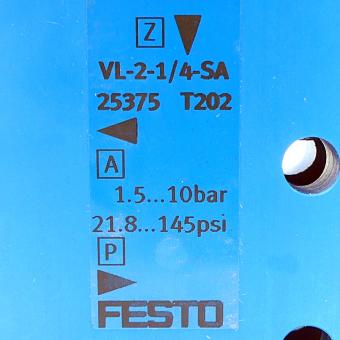 Z
VL-2-1/4-SA
25375 T202
A
1.5...10bar
21.8...145psi
P
FESTO